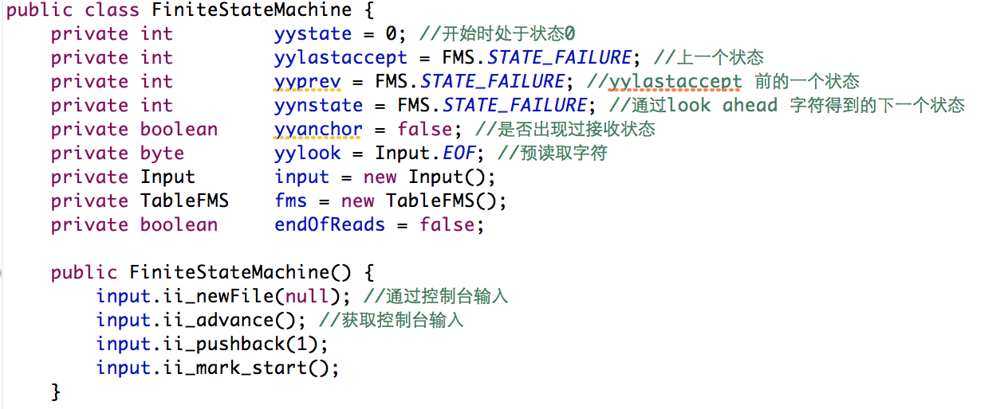 public class FiniteStateMachine {
private int yystate = 0; //开始时处于状态0
private int yylastaccept = FMS.STATE_FAILURE; //上一个状态
private int yyprev = FMS.STATE_FAILURE; //yylastaccept 前的一个状态
private int yynstate = FMS.STATE_FAILURE; //通过look ahead 字符得到的下一个状态
private boolean yyanchor = false; //是否出现过接收状态
private byte yylook = Input.EOF; //预读取字符
private Input input = new Input();
private TableFMS fms = new TableFMS();
private boolean endOfReads = false;
public FiniteStateMachine() {
input.ii_newFile(null); //通过控制台输入
input.ii_advance(); //获取控制台输入
input.ii_pushback(1);
input.ii_mark_start();
}